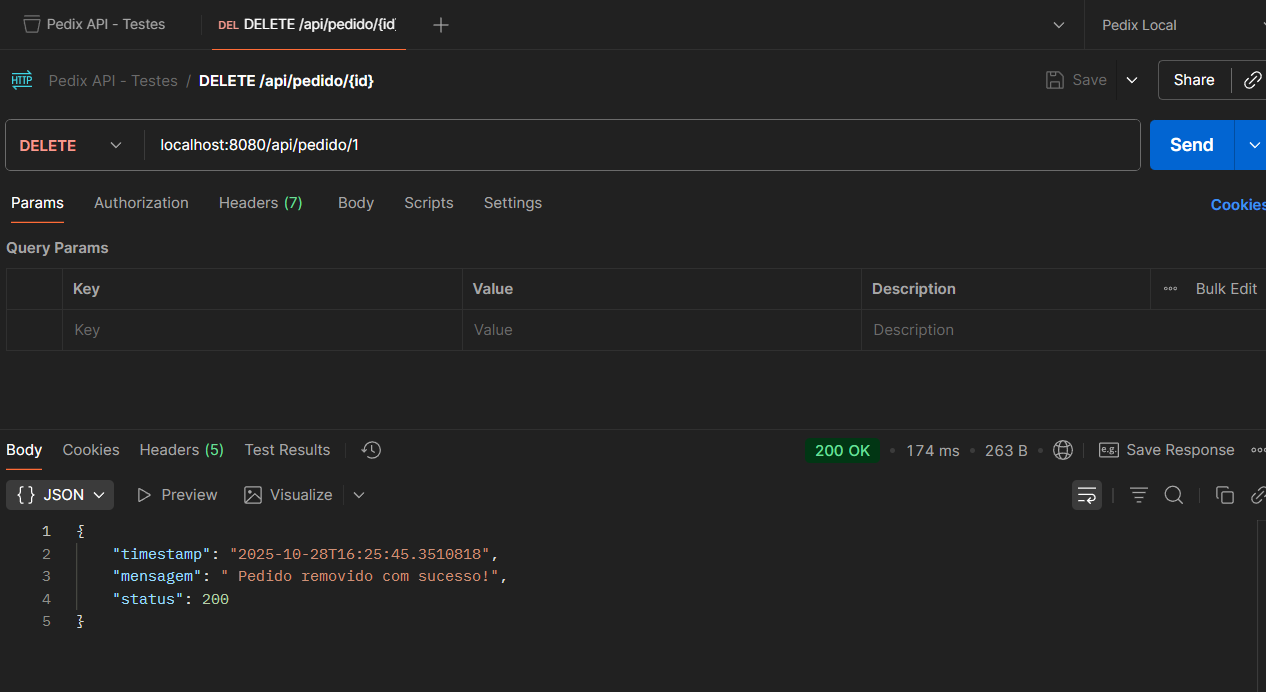 Pedix API - Testes DEL DELETE /api/pedido/{id} Pedix Local
HTTP Pedix API - Testes / DELETE /api/pedido/{id} Save Share
DELETE localhost:8080/api/pedido/1 Send
Params Authorization Headers (7) Body Scripts Settings Cookies
Query Params
Key Value Description Bulk Edit
Key Value Description
Body Cookies Headers (5) Test Results 200 OK • 174 ms • 263 B • e.g. Save Response
{} JSON Preview Visualize
1 {
2 "timestamp": "2025-10-28T16:25:45.3510818",
3 "mensagem": " Pedido removido com sucesso!",
4 "status": 200
5 }